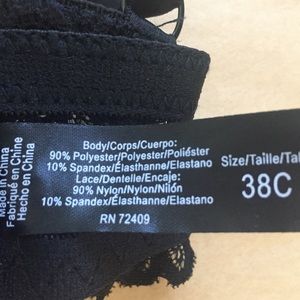 Made in China
Fabriqué en Chine
Hecho en China
Body/Corps/Cuerpo:
90% Polyester/Polyester/Poliéster
10% Spandex/Élasthanne/Elastano
Lace/Dentelle/Encaje:
90% Nylon/Nylon/Nilón
10% Spandex/Élasthanne/Elastano
RN 72409
Size/Taille/Tal
38C